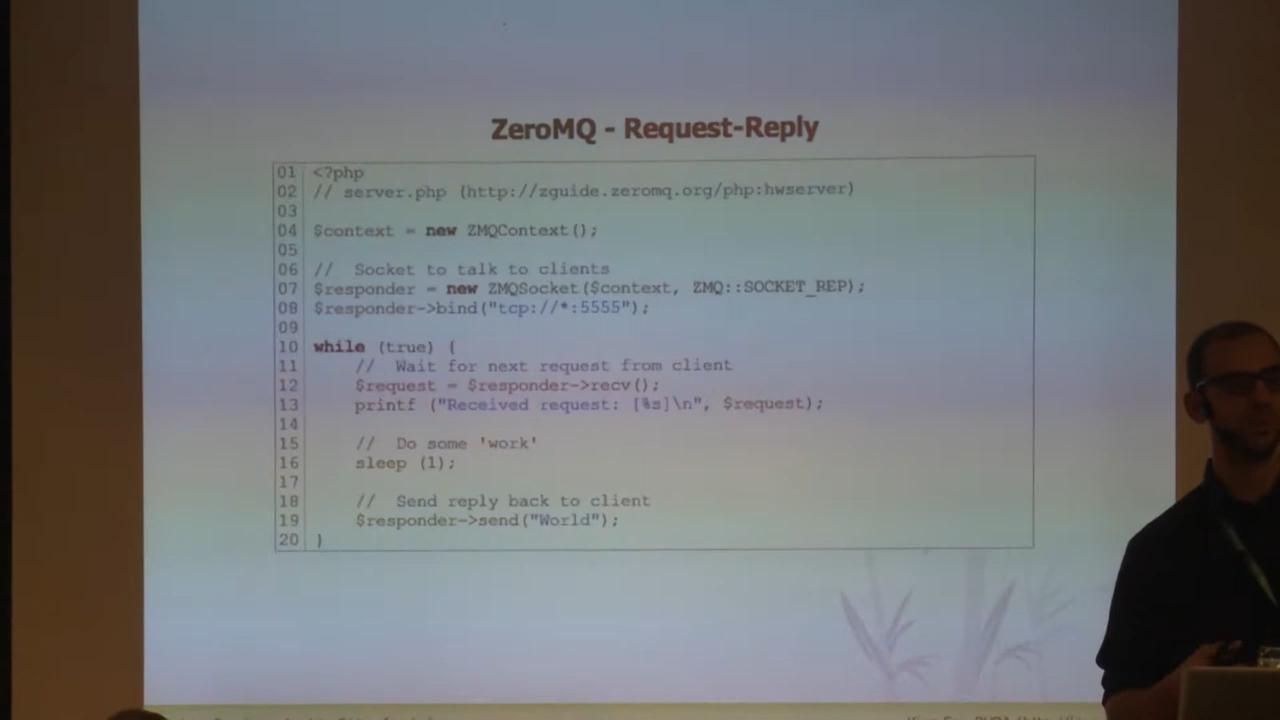 ZeroMQ - Request-Reply
01 <?php
02 // server.php (http://zguide.zeromq.org/php:hwserver)
03
04 $context = new ZMQContext();
05
06 //  Socket to talk to clients
07 $responder = new ZMQSocket($context, ZMQ::SOCKET_REP);
08 $responder->bind("tcp://*:5555");
09
10 while (true) {
11     //  Wait for next request from client
12     $request = $responder->recv();
13     printf ("Received request: [%s]\n", $request);
14
15     //  Do some 'work'
16     sleep (1);
17
18     //  Send reply back to client
19     $responder->send("World");
20 }